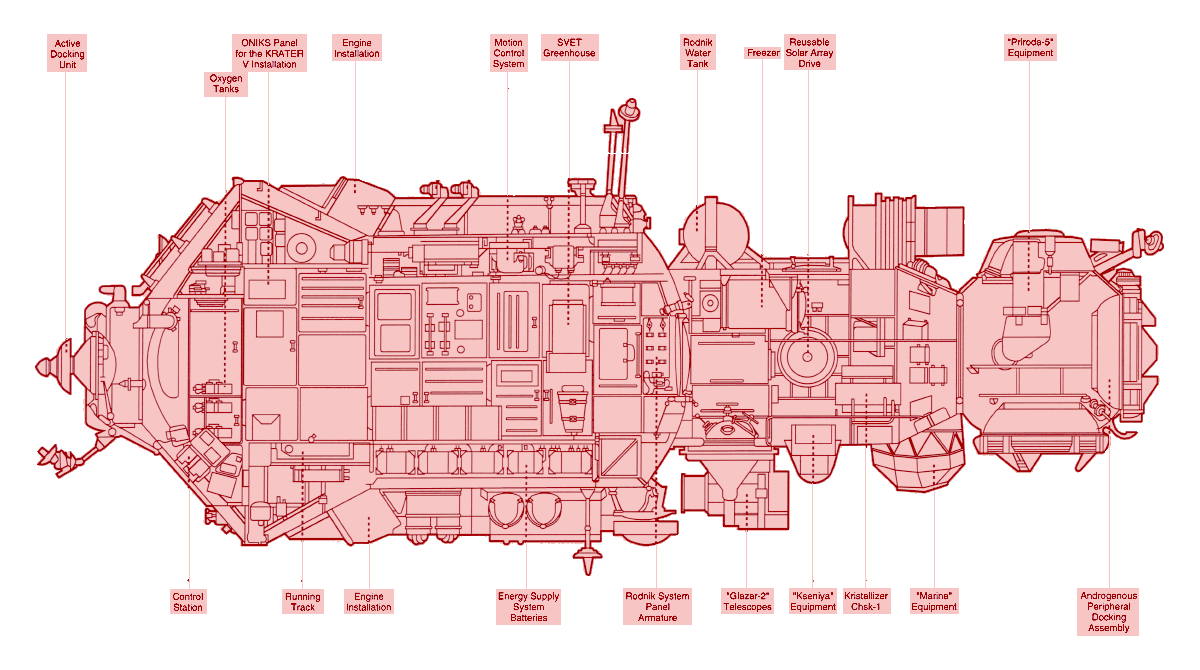 Active
Docking
Unit
ONIKS Panel
for the KRATER
V Installation
Oxygen
Tanks
Engine
Installation
Motion
Control
System
SVET
Greenhouse
Rodnik
Water
Tank
Freezer
Reusable
Solar Array
Drive
"Priroda-5"
Equipment
Control
Station
Running
Track
Engine
Installation
Energy Supply
System
Batteries
Rodnik System
Panel
Armature
"Glazar-2"
Telescopes
"Kseniya"
Equipment
Kristallizer
Chsk-1
"Marina"
Equipment
Androgenous
Peripheral
Docking
Assembly